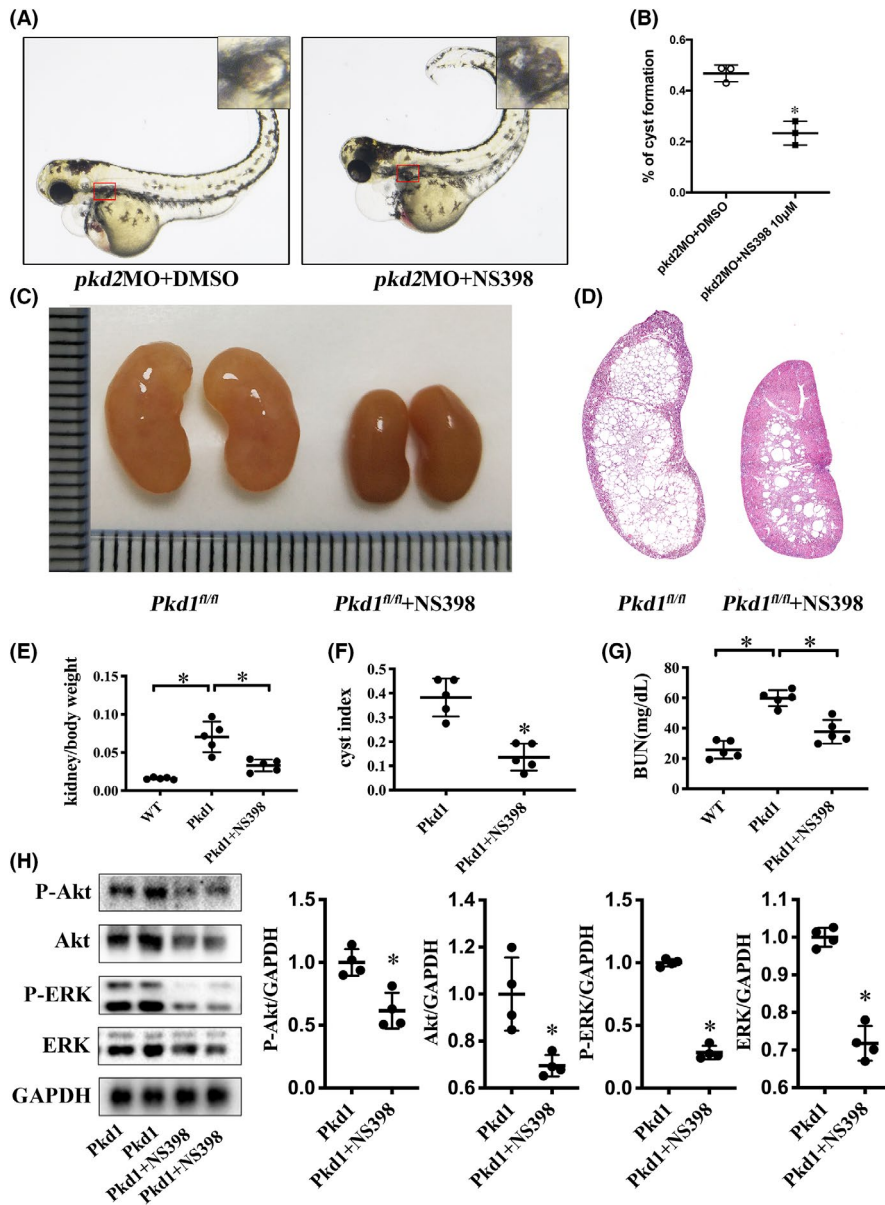 (A)
pkd2MO+DMSO
pkd2MO+NS398
(B)
% of cyst formation
0.6
0.4
0.2
0.0
*
pkd2MO+DMSO
pkd2MO+NS398 10μM
(C)
Pkd1fl/fl
Pkd1fl/fl+NS398
(D)
Pkd1fl/fl
Pkd1fl/fl+NS398
(E)
kidney/body weight
0.15
0.10
0.05
0.00
*
*
WT
Pkd1
Pkd1+NS398
(F)
cyst index
0.5
0.4
0.3
0.2
0.1
0.0
*
Pkd1
Pkd1+NS398
(G)
BUN(mg/dL)
80
60
40
20
0
*
*
WT
Pkd1
Pkd1+NS398
(H)
P-Akt
Akt
P-ERK
ERK
GAPDH
Pkd1
Pkd1
Pkd1+NS398
Pkd1+NS398
P-Akt/GAPDH
1.5
1.0
0.5
0.0
*
Pkd1
Pkd1+NS398
Akt/GAPDH
1.4
1.2
1.0
0.8
0.6
*
Pkd1
Pkd1+NS398
P-ERK/GAPDH
1.5
1.0
0.5
0.0
*
Pkd1
Pkd1+NS398
ERK/GAPDH
1.1
1.0
0.9
0.8
0.7
0.6
*
Pkd1
Pkd1+NS398